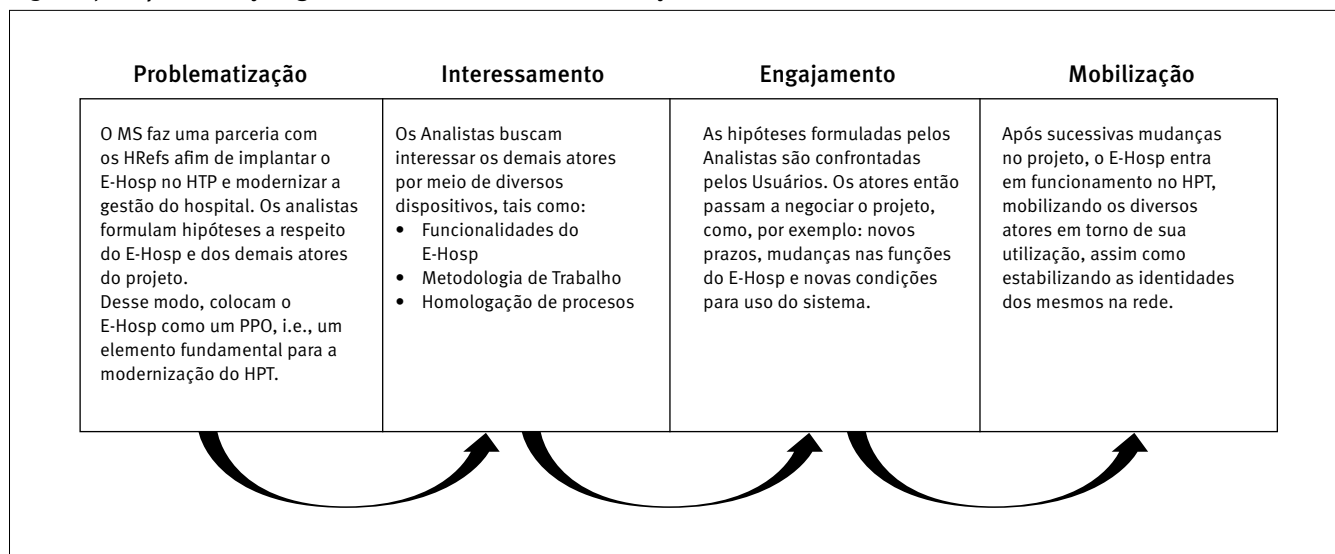 Problematização
Interessamento
Engajamento
Mobilização
O MS faz uma parceria com
os HRefs afim de implantar o
E-Hosp no HTP e modernizar a
gestão do hospital. Os analistas
formulam hipóteses a respeito
do E-Hosp e dos demais atores
do projeto.
Desse modo, colocam o
E-Hosp como um PPO, i.e., um
elemento fundamental para a
modernização do HPT.
Os Analistas buscam
interessar os demais atores
por meio de diversos
dispositivos, tais como:
• Funcionalidades do
E-Hosp
• Metodologia de Trabalho
• Homologação de procesos
As hipóteses formuladas pelos
Analistas são confrontadas
pelos Usuários. Os atores então
passam a negociar o projeto,
como, por exemplo: novos
prazos, mudanças nas funções
do E-Hosp e novas condições
para uso do sistema.
Após sucessivas mudanças
no projeto, o E-Hosp entra
em funcionamento no HPT,
mobilizando os diversos
atores em torno de sua
utilização, assim como
estabilizando as identidades
dos mesmos na rede.